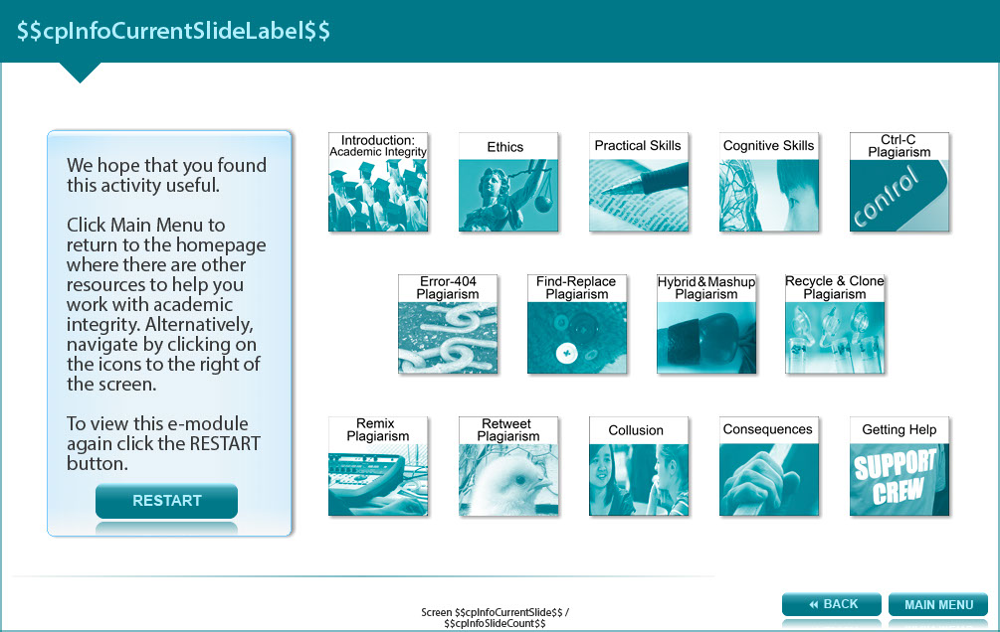 $$cpInfoCurrentSlideLabel$$
We hope that you found
this activity useful.
Click Main Menu to
return to the homepage
where there are other
resources to help you
work with academic
integrity. Alternatively,
navigate by clicking on
the icons to the right of
the screen.
To view this e-module
again click the RESTART
button.
RESTART
Introduction:
Academic Integrity
Ethics
Practical Skills
Cognitive Skills
Ctrl-C
Plagiarism
control
Error-404
Plagiarism
Find-Replace
Plagiarism
Hybrid & Mashup
Plagiarism
Recycle & Clone
Plagiarism
Remix
Plagiarism
Retweet
Plagiarism
Collusion
Consequences
Getting Help
SUPPORT
CREW
Screen $$cpInfoCurrentSlide$$ /
$$cpInfoSlideCount$$
BACK
MAIN MENU